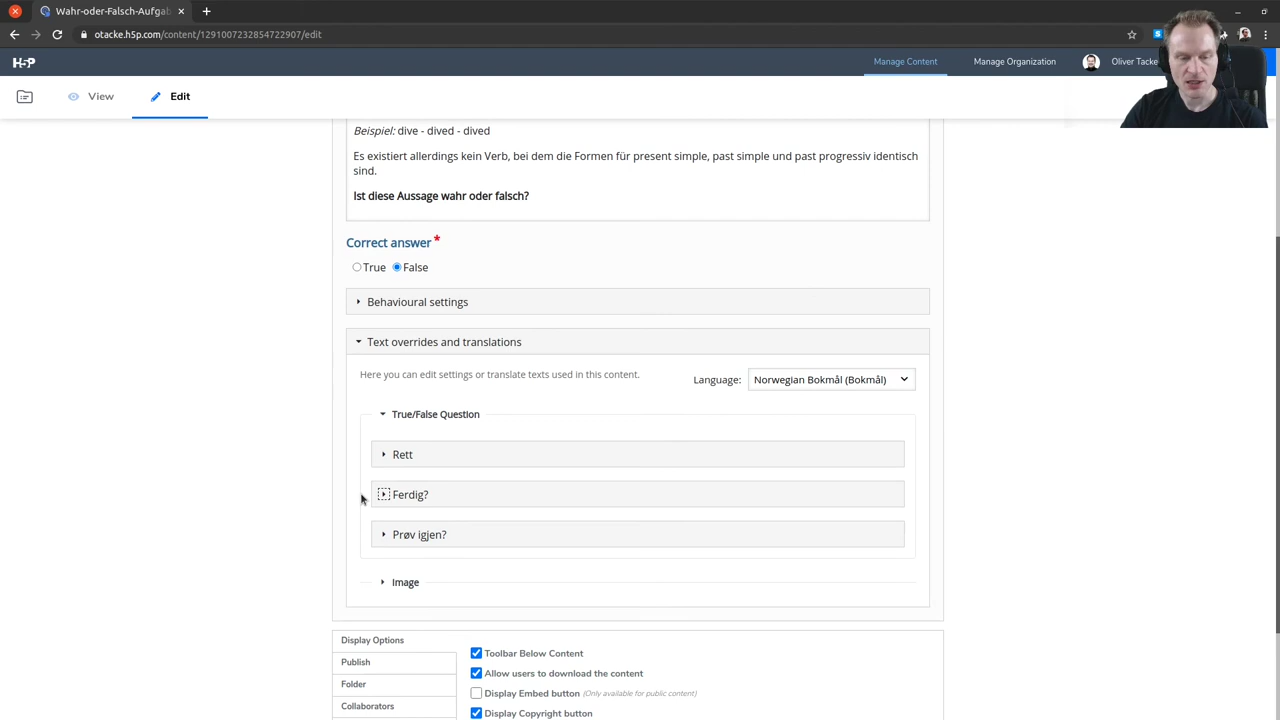 Wahr-oder-Falsch-Aufgab
otacke.h5p.com/content/1291007232854722907/edit
H5P
Manage Content
Manage Organization
Oliver Tacke
View
Edit
Beispiel: dive - dived - dived
Es existiert allerdings kein Verb, bei dem die Formen für present simple, past simple und past progressiv identisch
sind.
Ist diese Aussage wahr oder falsch?
Correct answer *
True
False
Behavioural settings
Text overrides and translations
Here you can edit settings or translate texts used in this content.
Language:
Norwegian Bokmål (Bokmål)
True/False Question
Rett
Ferdig?
Prøv igjen?
Image
Display Options
Publish
Folder
Collaborators
Toolbar Below Content
Allow users to download the content
Display Embed button (Only available for public content)
Display Copyright button